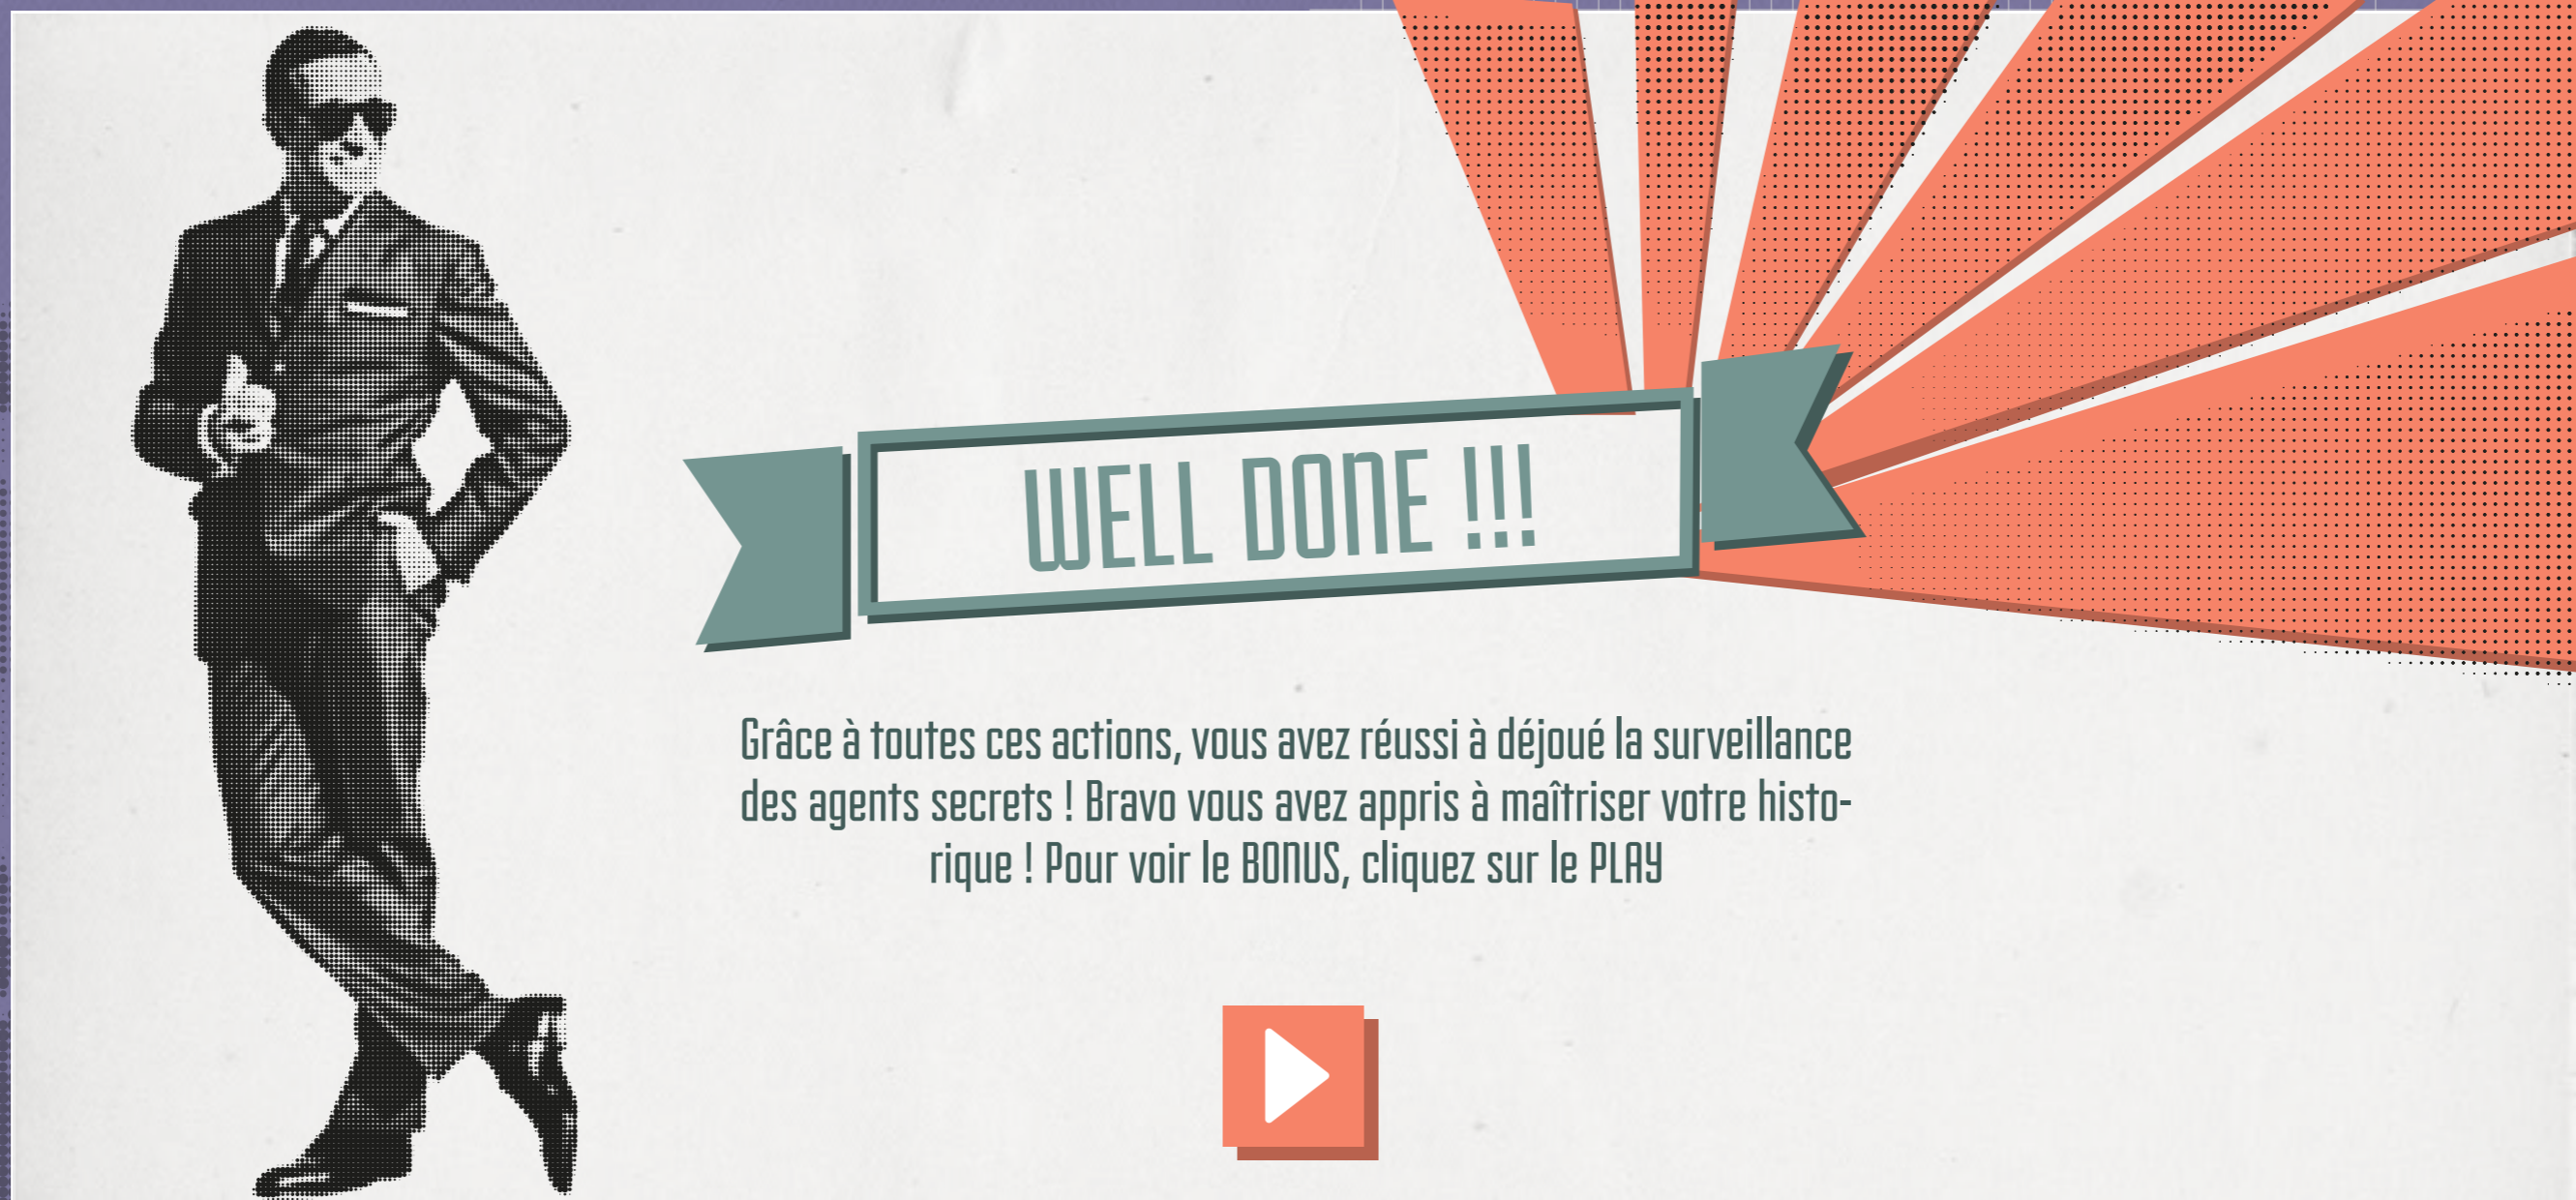 WELL DONE !!!
Grâce à toutes ces actions, vous avez réussi à déjoué la surveillance
des agents secrets ! Bravo vous avez appris à maîtriser votre histo-
rique ! Pour voir le BONUS, cliquez sur le PLAY